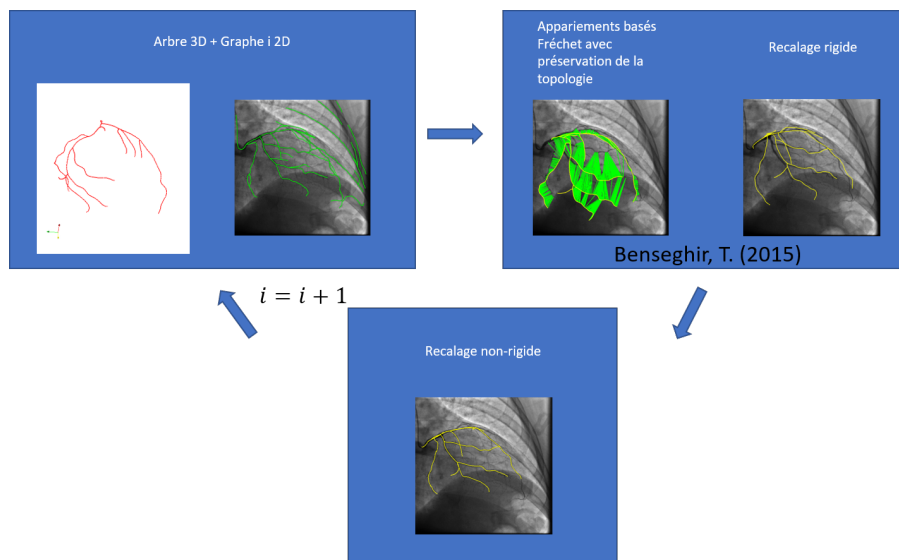 Arbre 3D + Graphe i 2D
Appariements basés
Fréchet avec
préservation de la
topologie
Recalage rigide
Benseghir, T. (2015)
i = i + 1
Recalage non-rigide